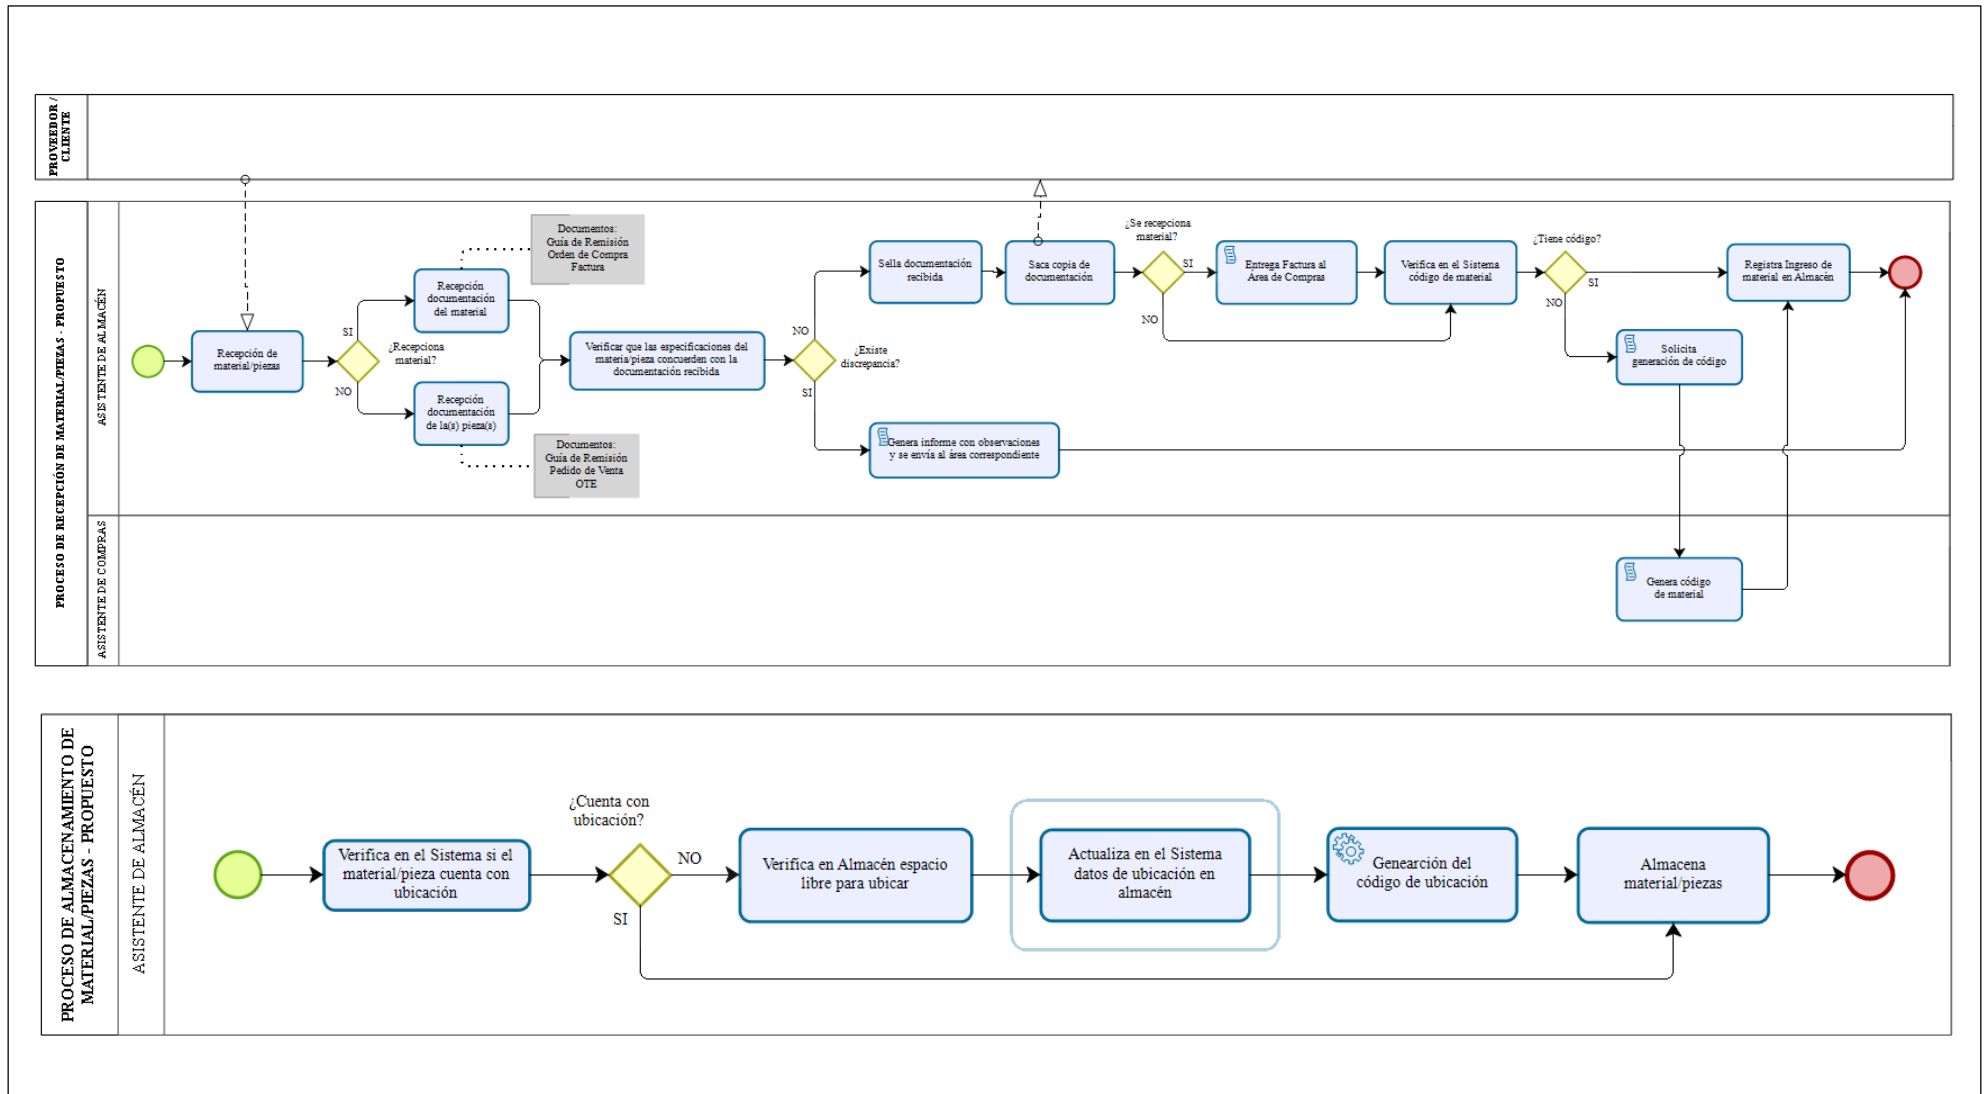 PROVEEDOR /
CLIENTE
PROCESO DE RECEPCIÓN DE MATERIAL/PIEZAS - PROPUESTO
ASISTENTE DE ALMACÉN
Recepción de
material/piezas
SI
NO
¿Recepciona
material?
Recepción
documentación
del material
Documentos:
Guía de Remisión
Orden de Compra
Factura
Recepción
documentación
de la(s) pieza(s)
Documentos:
Guía de Remisión
Pedido de Venta
OTE
Verificar que las especificaciones del
materia/pieza concuerden con la
documentación recibida
NO
SI
¿Existe
discrepancia?
Sella documentación
recibida
Saca copia de
documentación
¿Se recepciona
material?
SI
NO
Entrega Factura al
Área de Compras
Verifica en el Sistema
código de material
¿Tiene código?
SI
NO
Registra Ingreso de
material en Almacén
Solicita
generación de código
Genera informe con observaciones
y se envía al área correspondiente
ASISTENTE DE COMPRAS
Genera código
de material
PROCESO DE ALMACENAMIENTO DE
MATERIAL/PIEZAS - PROPUESTO
ASISTENTE DE ALMACÉN
Verifica en el Sistema si el
material/pieza cuenta con
ubicación
¿Cuenta con
ubicación?
NO
SI
Verifica en Almacén espacio
libre para ubicar
Actualiza en el Sistema
datos de ubicación en
almacén
Genearción del
código de ubicación
Almacena
material/piezas